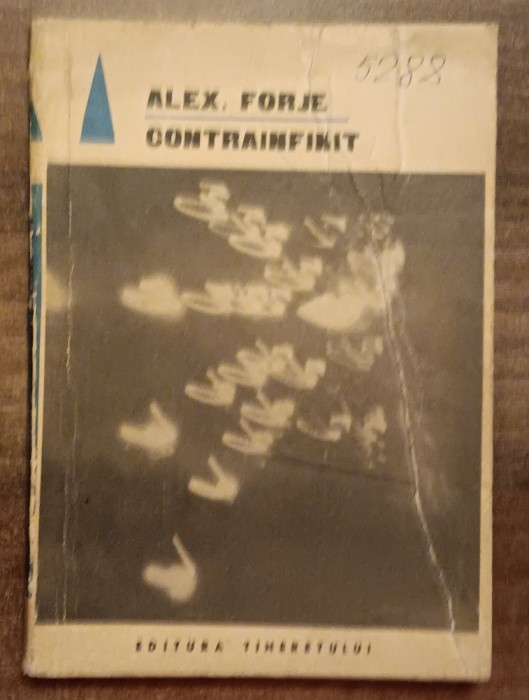 5288
ALEX. FORJE
CONTRAINFINIT
EDITURA TINERETULUI